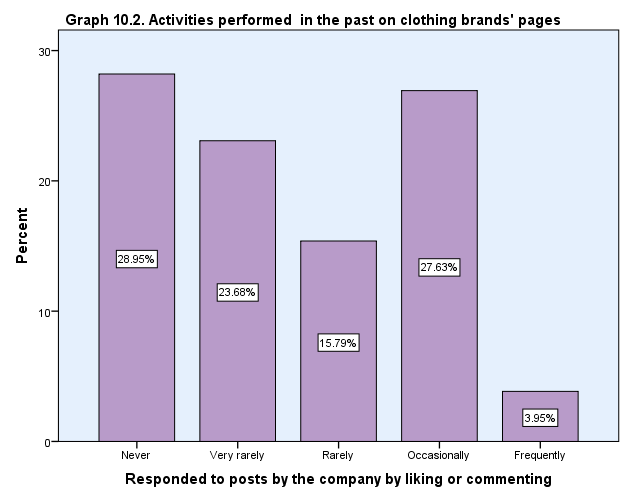 Graph 10.2. Activities performed  in the past on clothing brands' pages
30
20
10
0
Percent
28.95%
23.68%
15.79%
27.63%
3.95%
Never
Very rarely
Rarely
Occasionally
Frequently
Responded to posts by the company by liking or commenting